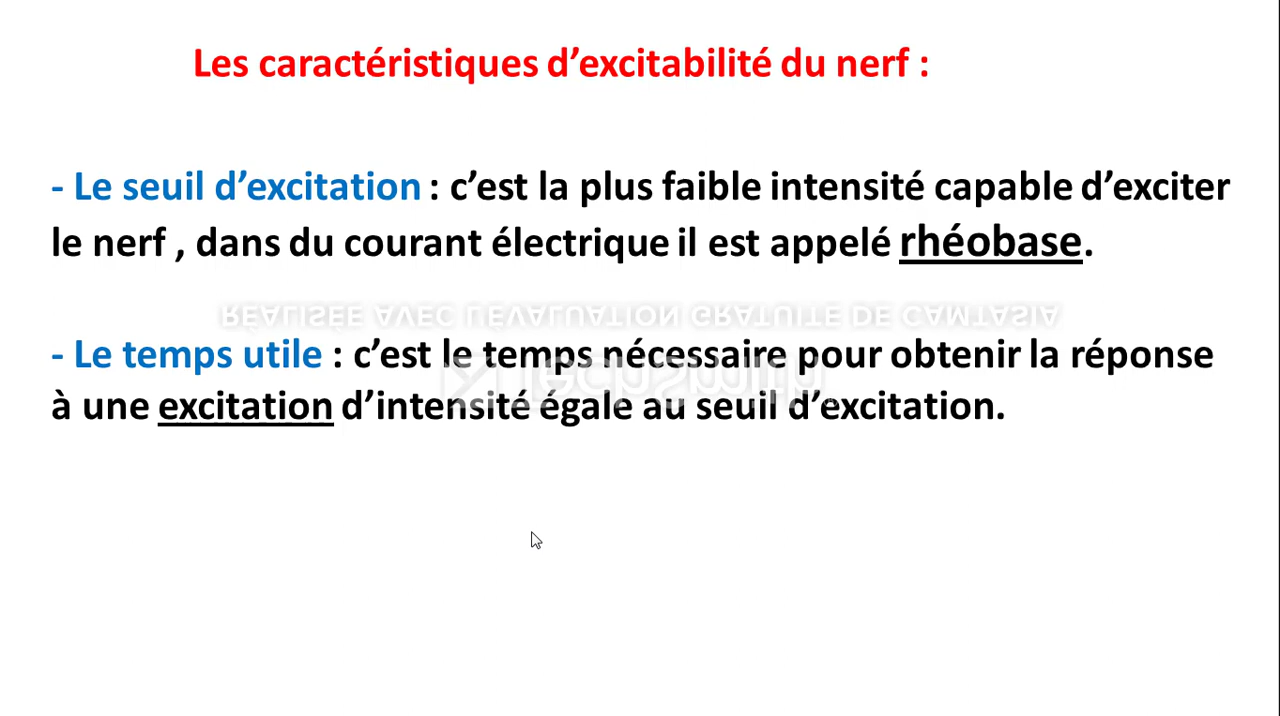 Les caractéristiques d’excitabilité du nerf :
- Le seuil d’excitation : c’est la plus faible intensité capable d’exciter
le nerf , dans du courant électrique il est appelé rhéobase.
RÉALISÉE AVEC L'ÉVALUATION GRATUITE DE CAMTASIA
- Le temps utile : c’est le temps nécessaire pour obtenir la réponse
TechSmith
à une excitation d’intensité égale au seuil d’excitation.